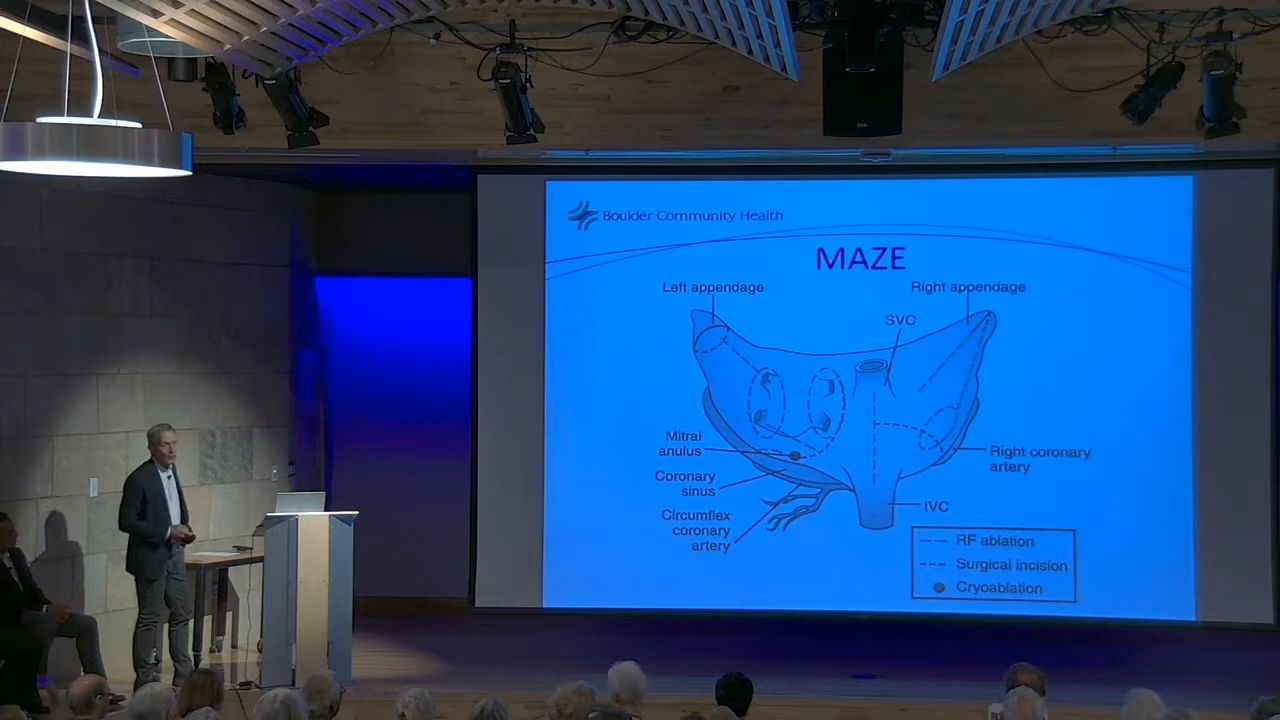 Boulder Community Health
MAZE
Left appendage
Right appendage
SVC
Mitral
anulus
Right coronary
artery
Coronary
sinus
IVC
Circumflex
coronary
artery
RF ablation
Surgical incision
Cryoablation